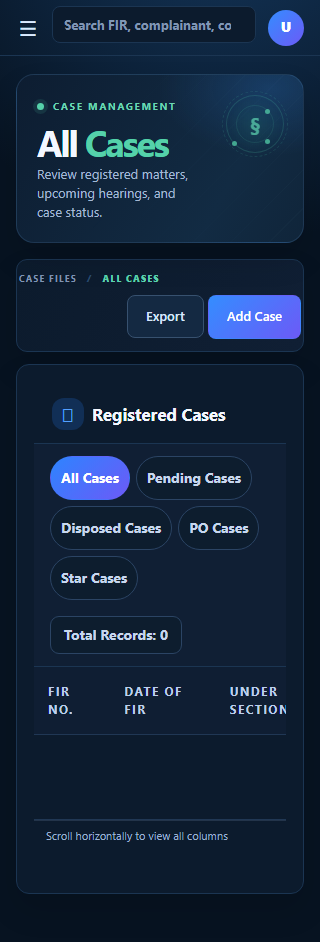 Search FIR, complainant, co
U
CASE MANAGEMENT
§
All Cases
Review registered matters,
upcoming hearings, and
case status.
CASE FILES / ALL CASES
Export
Add Case
Registered Cases
All Cases
Pending Cases
Disposed Cases
PO Cases
Star Cases
Total Records: 0
FIR NO.
DATE OF FIR
UNDER SECTION
Scroll horizontally to view all columns